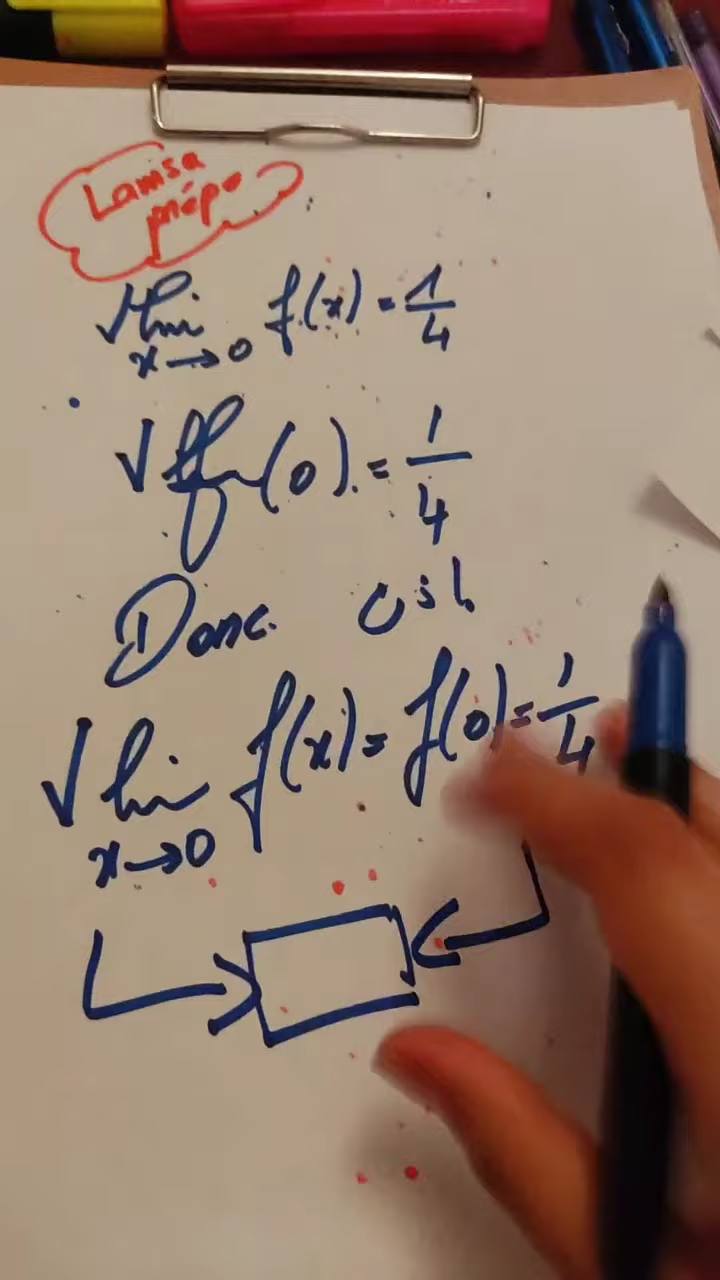 Lamsa
prépa
√ lim f(x) = 1/4
x→0
√ f(0) = 1/4
Donc
√ lim f(x) = f(0) = 1/4
x→0